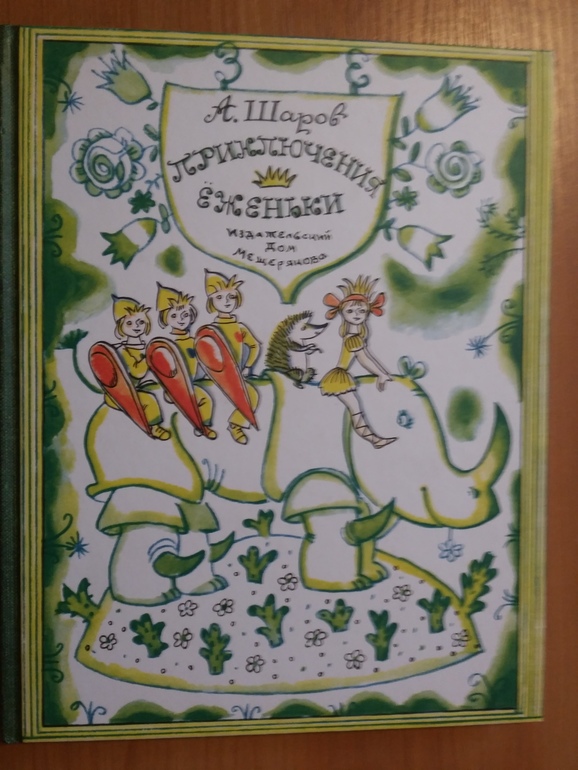 А. Шаров
ПРИКЛЮЧЕНИЯ
ЁЖЕНЬКИ
ИЗДАТЕЛЬСКИЙ
ДОМ
МЕЩЕРЯКОВА